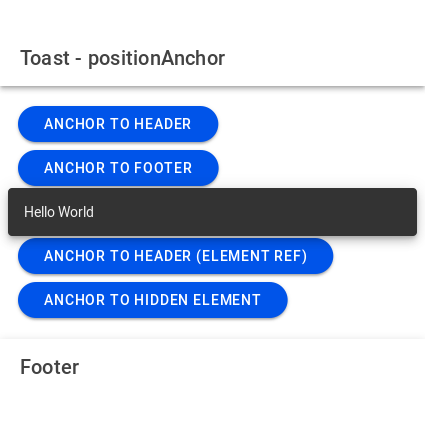 Toast - positionAnchor
ANCHOR TO HEADER
ANCHOR TO FOOTER
Hello World
ANCHOR TO HEADER (ELEMENT REF)
ANCHOR TO HIDDEN ELEMENT
Footer